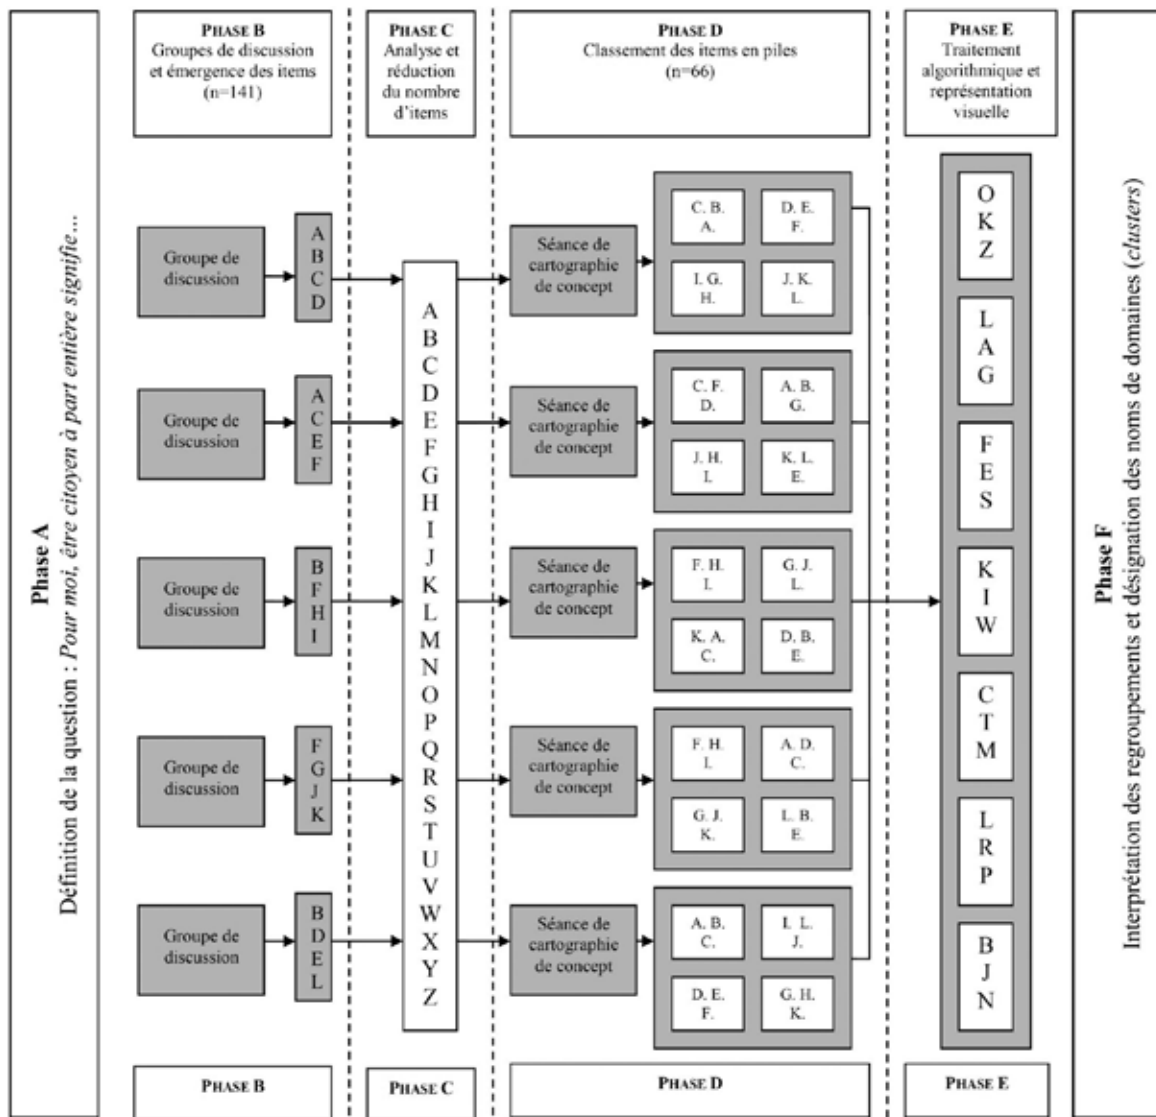 Phase A
Définition de la question : Pour moi, être citoyen à part entière signifie...
PHASE B
Groupes de discussion
et émergence des items
(n=141)
Groupe de
discussion
A
B
C
D
Groupe de
discussion
A
C
E
F
Groupe de
discussion
B
F
H
I
Groupe de
discussion
F
G
J
K
Groupe de
discussion
B
D
E
L
PHASE B
PHASE C
Analyse et
réduction
du nombre
d'items
A
B
C
D
E
F
G
H
I
J
K
L
M
N
O
P
Q
R
S
T
U
V
W
X
Y
Z
PHASE C
PHASE D
Classement des items en piles
(n=66)
Séance de
cartographie
de concept
C. B.
A.
D. E.
F.
I. G.
H.
J. K.
L.
Séance de
cartographie
de concept
C. F.
D.
A. B.
G.
J. H.
I.
K. L.
E.
Séance de
cartographie
de concept
F. H.
I.
G. J.
L.
K. A.
C.
D. B.
E.
Séance de
cartographie
de concept
F. H.
I.
A. D.
C.
G. J.
K.
L. B.
E.
Séance de
cartographie
de concept
A. B.
C.
I. L.
J.
D. E.
F.
G. H.
K.
PHASE D
PHASE E
Traitement
algorithmique et
représentation
visuelle
O
K
Z
L
A
G
F
E
S
K
I
W
C
T
M
L
R
P
B
J
N
PHASE E
Phase F
Interprétation des regroupements et désignation des noms de domaines (clusters)